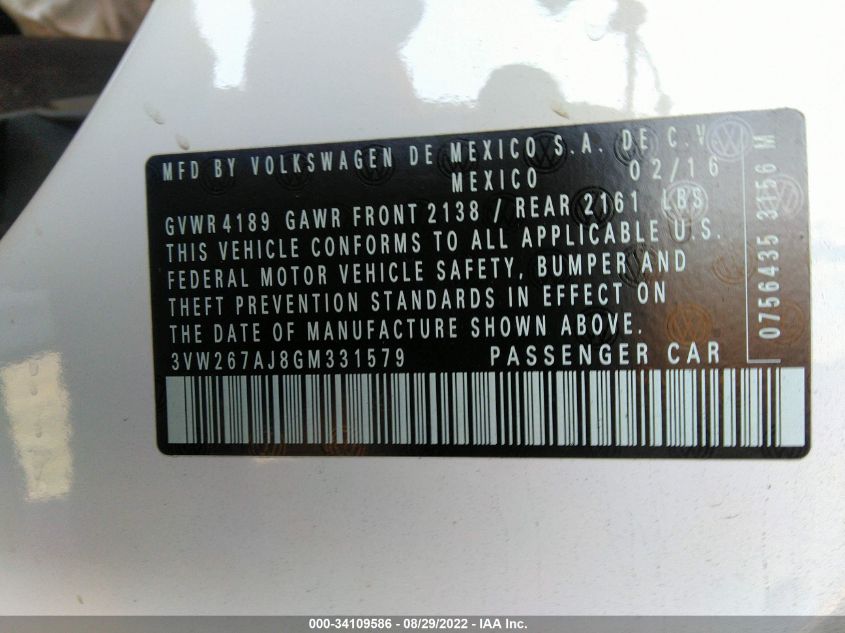 MFD BY VOLKSWAGEN DE MEXICO S.A. DE C.V
MEXICO 02/16
GVWR 4189 GAWR FRONT 2138 / REAR 2161 LBS
THIS VEHICLE CONFORMS TO ALL APPLICABLE U.S.
FEDERAL MOTOR VEHICLE SAFETY, BUMPER AND
THEFT PREVENTION STANDARDS IN EFFECT ON
THE DATE OF MANUFACTURE SHOWN ABOVE.
3VW267AJ8GM331579 PASSENGER CAR
0756435 3156 M
000-34109586 - 08/29/2022 - IAA Inc.